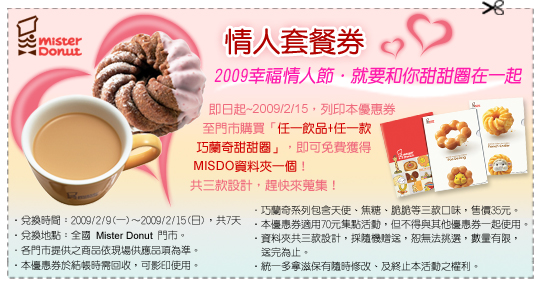 mister
Donut
情人套餐券
2009幸福情人節，就要和你甜甜圈在一起
即日起~2009/2/15，列印本優惠券
至門市購買「任一飲品+任一款
巧蘭奇甜甜圈」，即可免費獲得
MISDO資料夾一個！
共三款設計，趕快來蒐集！
．兌換時間：2009/2/9(一)～2009/2/15(日)，共7天
．兌換地點：全國 Mister Donut 門市。
．各門市提供之商品依現場供應品項為準。
．本優惠券於結帳時需回收，可影印使用。
．巧蘭奇系列包含天使、焦糖、脆脆等三款口味，售價35元。
．本優惠券適用70元集點活動，但不得與其他優惠券一起使用。
．資料夾共三款設計，採隨機贈送，恕無法挑選，數量有限，
送完為止。
．統一多拿滋保有隨時修改、及終止本活動之權利。